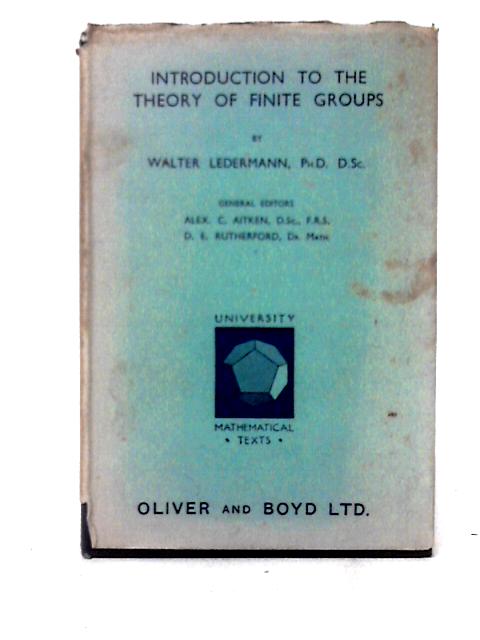 INTRODUCTION TO THE
THEORY OF FINITE GROUPS
BY
WALTER LEDERMANN, PH.D. D.Sc.
GENERAL EDITORS
ALEX. C. AITKEN, D.Sc., F.R.S.
D. E. RUTHERFORD, DR. MATH.
UNIVERSITY
MATHEMATICAL
• TEXTS •
OLIVER AND BOYD LTD.